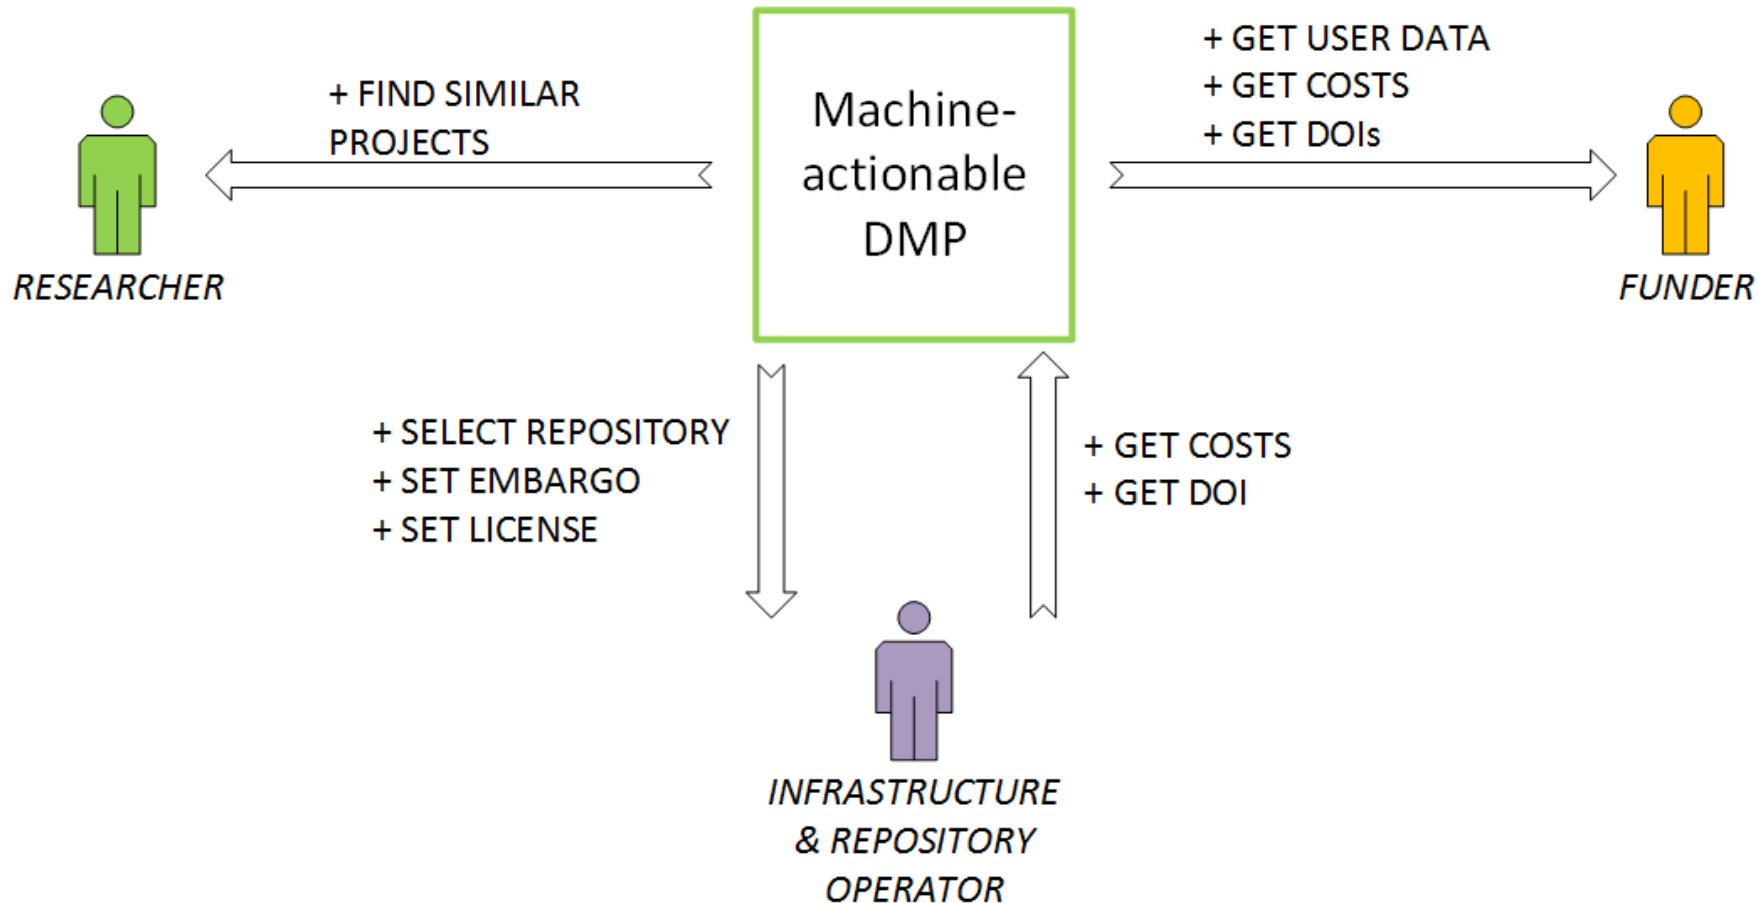 + FIND SIMILAR
PROJECTS
RESEARCHER
Machine-
actionable
DMP
+ GET USER DATA
+ GET COSTS
+ GET DOIs
FUNDER
+ SELECT REPOSITORY
+ SET EMBARGO
+ SET LICENSE
+ GET COSTS
+ GET DOI
INFRASTRUCTURE
& REPOSITORY
OPERATOR